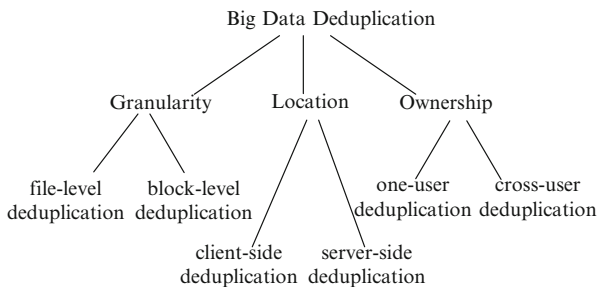 Big Data Deduplication
Granularity
Location
Ownership
file-level
deduplication
block-level
deduplication
one-user
deduplication
cross-user
deduplication
client-side
deduplication
server-side
deduplication